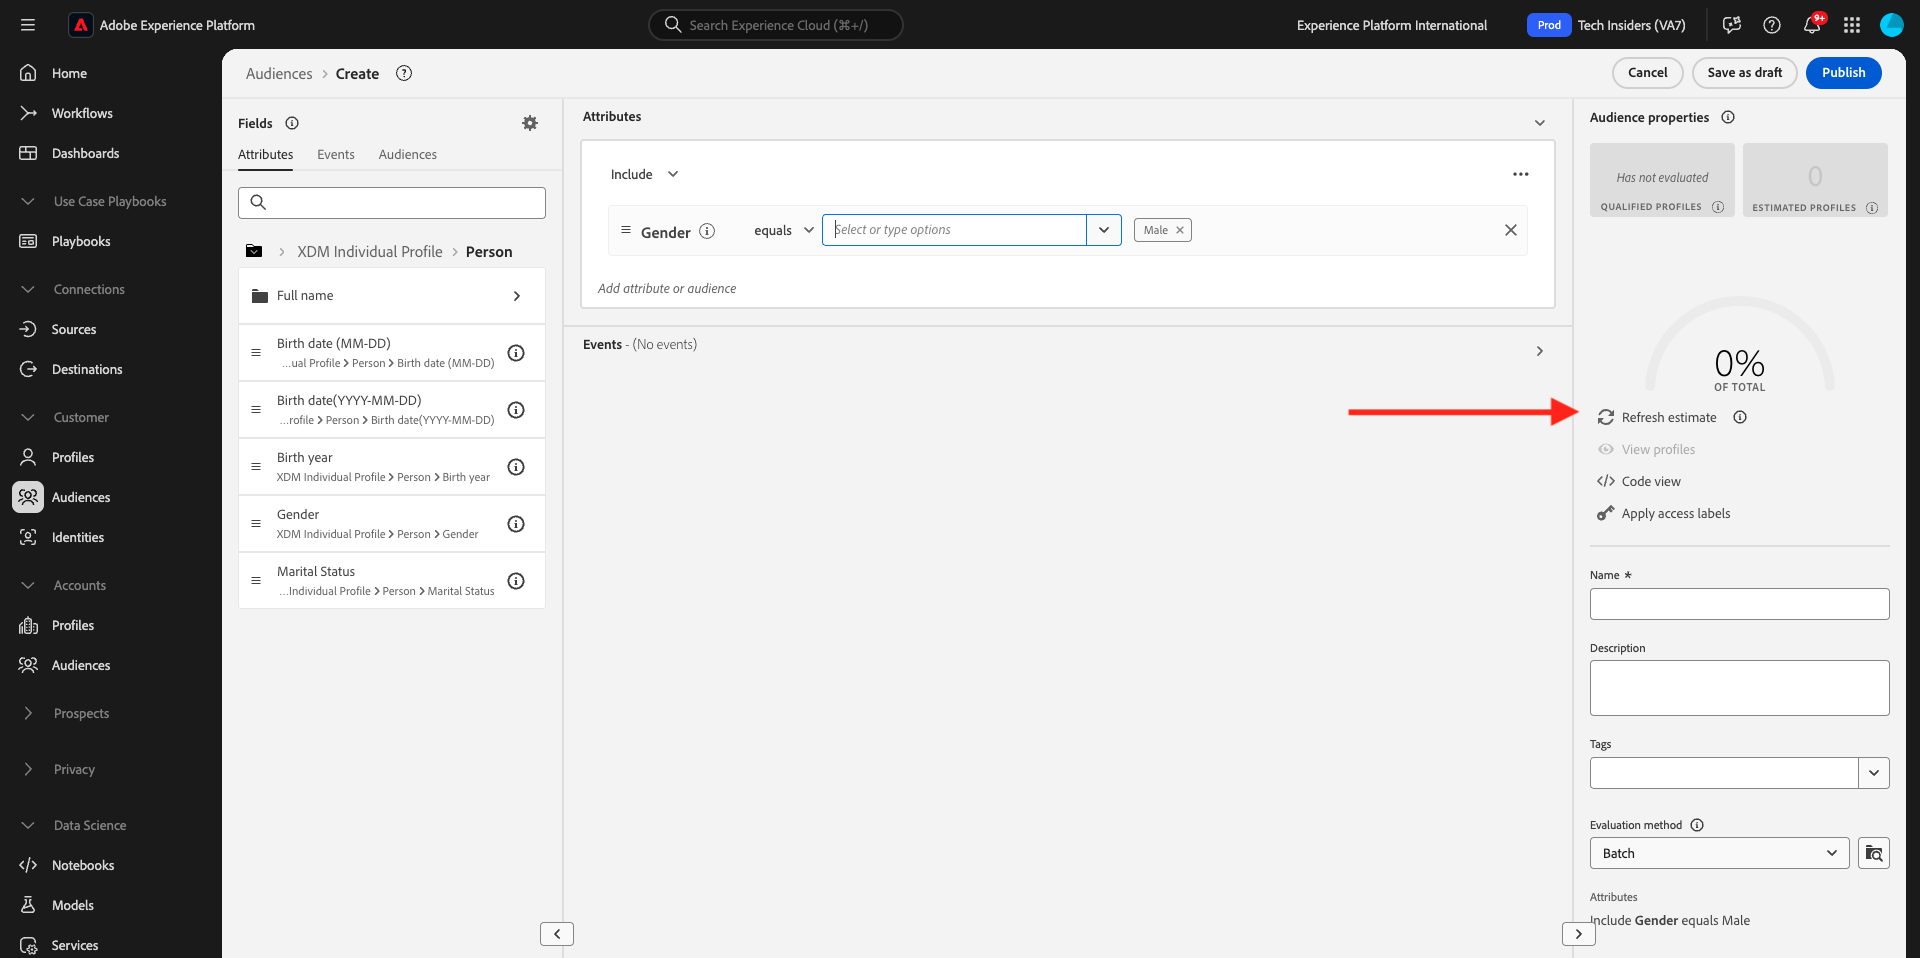 Adobe Experience Platform
Search Experience Cloud (⌘+/)
Experience Platform International
Prod
Tech Insiders (VA7)
9+
Home
Workflows
Dashboards
Use Case Playbooks
Playbooks
Connections
Sources
Destinations
Customer
Profiles
Audiences
Identities
Accounts
Profiles
Audiences
Prospects
Privacy
Data Science
Notebooks
Models
Services
Audiences > Create
Cancel
Save as draft
Publish
Fields
Attributes
Events
Audiences
XDM Individual Profile > Person
Full name
Birth date (MM-DD)
...ual Profile > Person > Birth date (MM-DD)
Birth date(YYYY-MM-DD)
...rofile > Person > Birth date(YYYY-MM-DD)
Birth year
XDM Individual Profile > Person > Birth year
Gender
XDM Individual Profile > Person > Gender
Marital Status
...Individual Profile > Person > Marital Status
Attributes
Include
Gender
equals
Select or type options
Male
Add attribute or audience
Events - (No events)
Audience properties
Has not evaluated
QUALIFIED PROFILES
0
ESTIMATED PROFILES
0%
OF TOTAL
Refresh estimate
View profiles
Code view
Apply access labels
Name *
Description
Tags
Evaluation method
Batch
Attributes
Include Gender equals Male